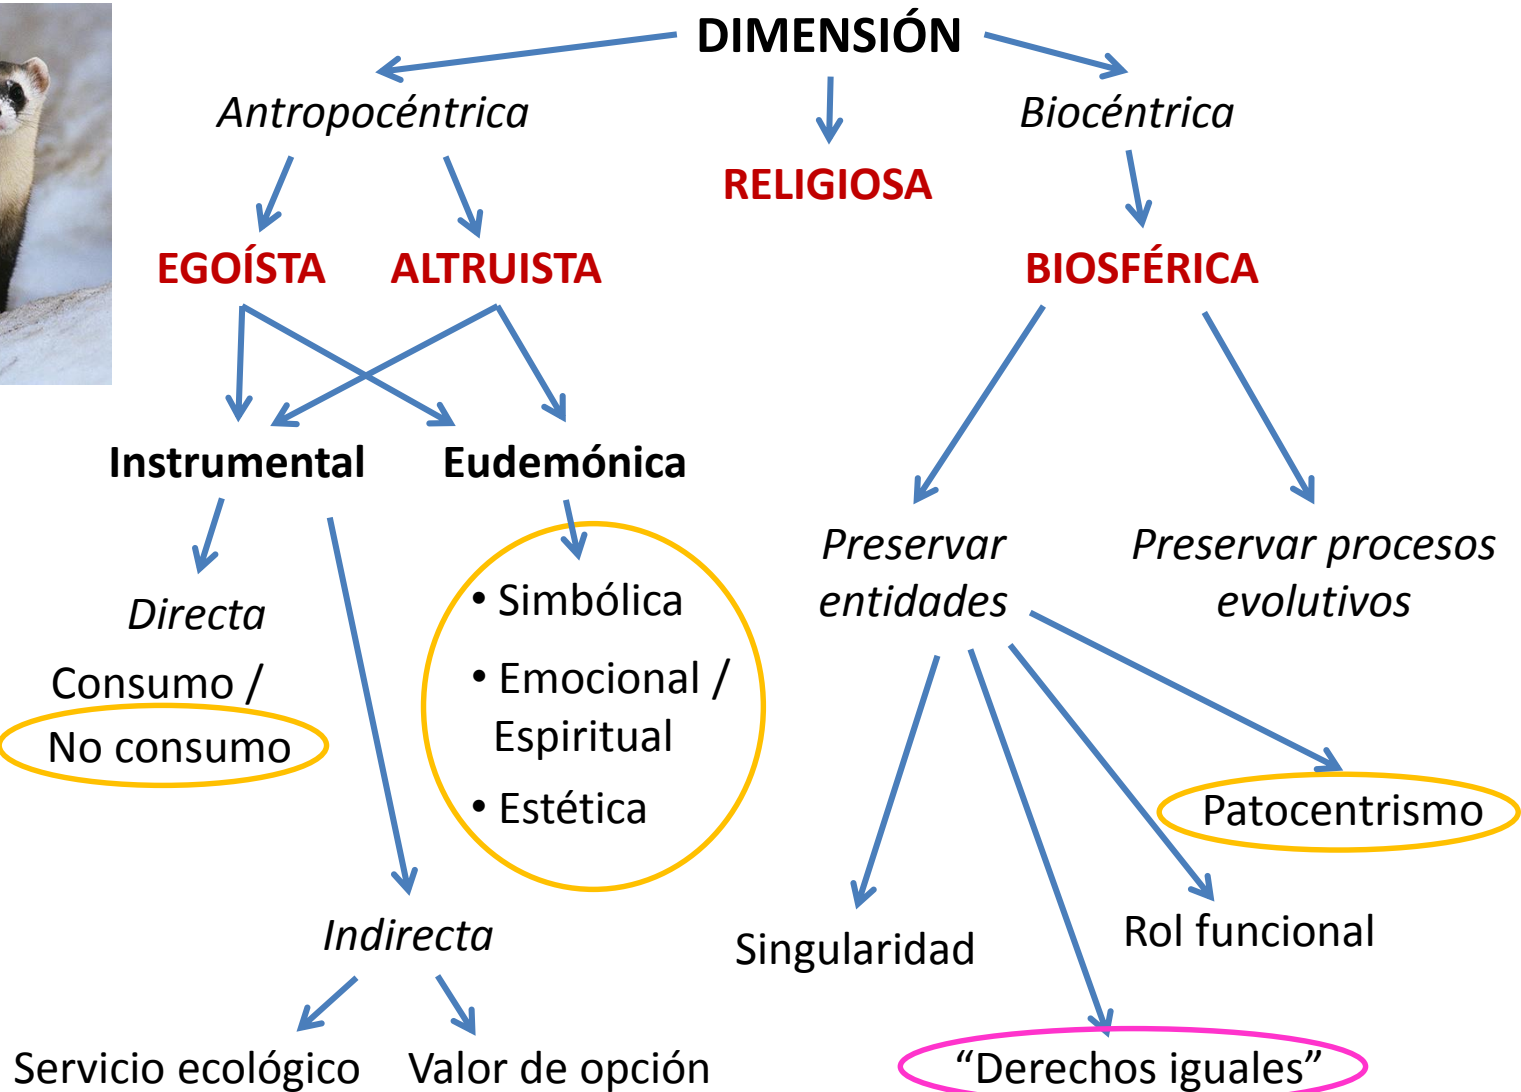 DIMENSIÓN
Antropocéntrica
Biocéntrica
RELIGIOSA
EGOÍSTA
ALTRUISTA
BIOSFÉRICA
Instrumental
Eudemónica
Preservar
entidades
Preservar procesos
evolutivos
Directa
Consumo /
No consumo
• Simbólica
• Emocional /
Espiritual
• Estética
Patocentrismo
Indirecta
Singularidad
Rol funcional
Servicio ecológico
Valor de opción
“Derechos iguales”